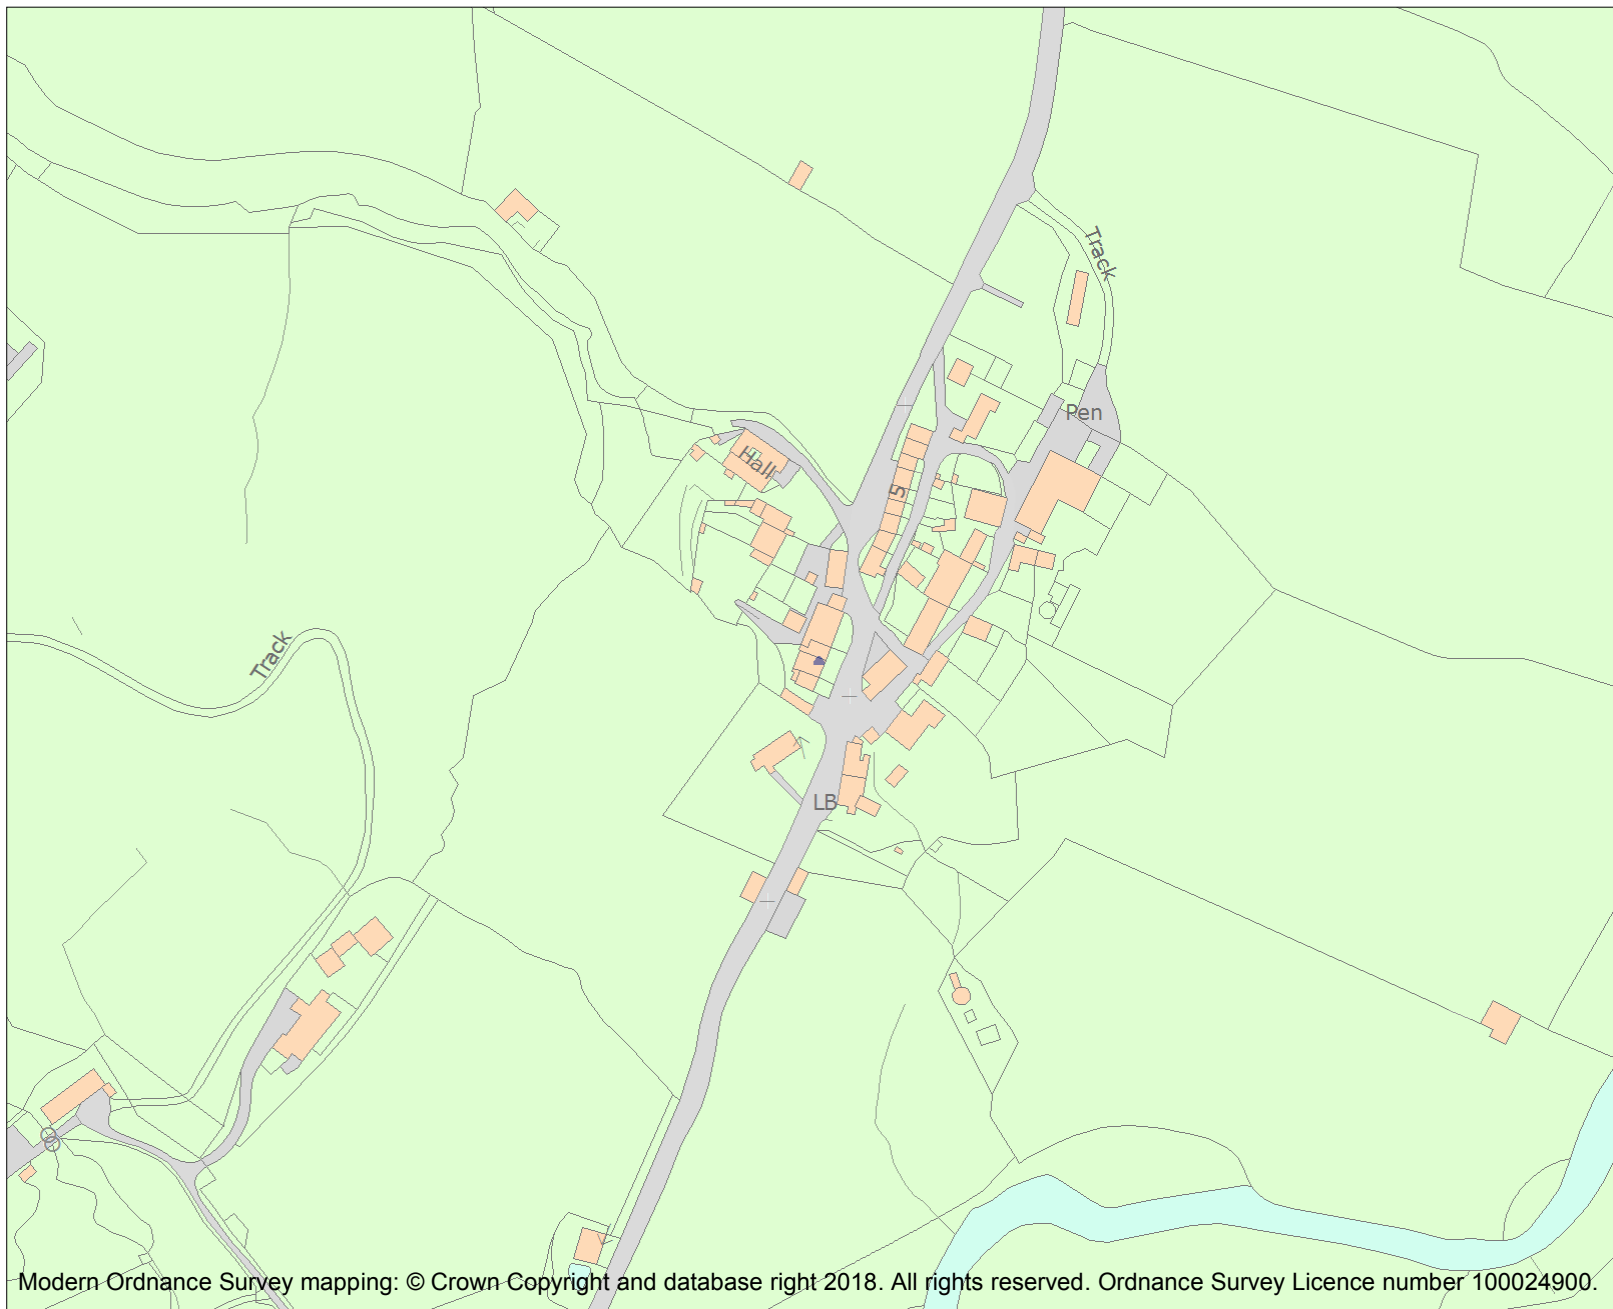 Track
Pen
Hall
5
Track
LB
Modern Ordnance Survey mapping: © Crown Copyright and database right 2018. All rights reserved. Ordnance Survey Licence number 100024900.